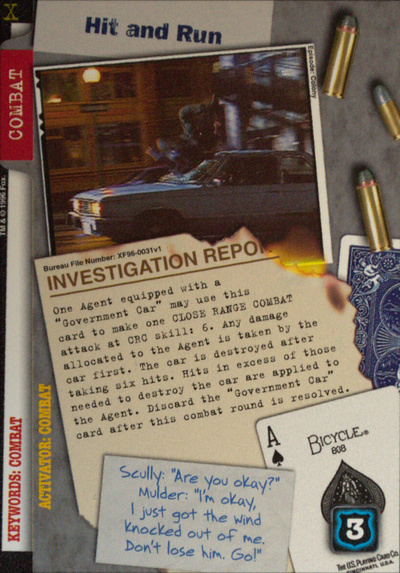 X
Hit and Run
COMBAT
Episode: Colony
TM & © 1996 Fox.
Bureau File Number: XF96-0031v1
INVESTIGATION REPO
One Agent equipped with a
"Government Car" may use this
card to make one CLOSE RANGE COMBAT
attack at CRC skill: 6. Any damage
allocated to the Agent is taken by the
car first. The car is destroyed after
taking six hits. Hits in excess of those
needed to destroy the car are applied to
the Agent. Discard the "Government Car"
card after this combat round is resolved.
KEYWORDS: COMBAT
ACTIVATOR: COMBAT
Scully: "Are you okay?"
Mulder: "I'm okay,
I just got the wind
knocked out of me.
Don't lose him. Go!"
A
BICYCLE®
808
3
THE U.S. PLAYING CARD CO.
CINCINNATI, U.S.A.